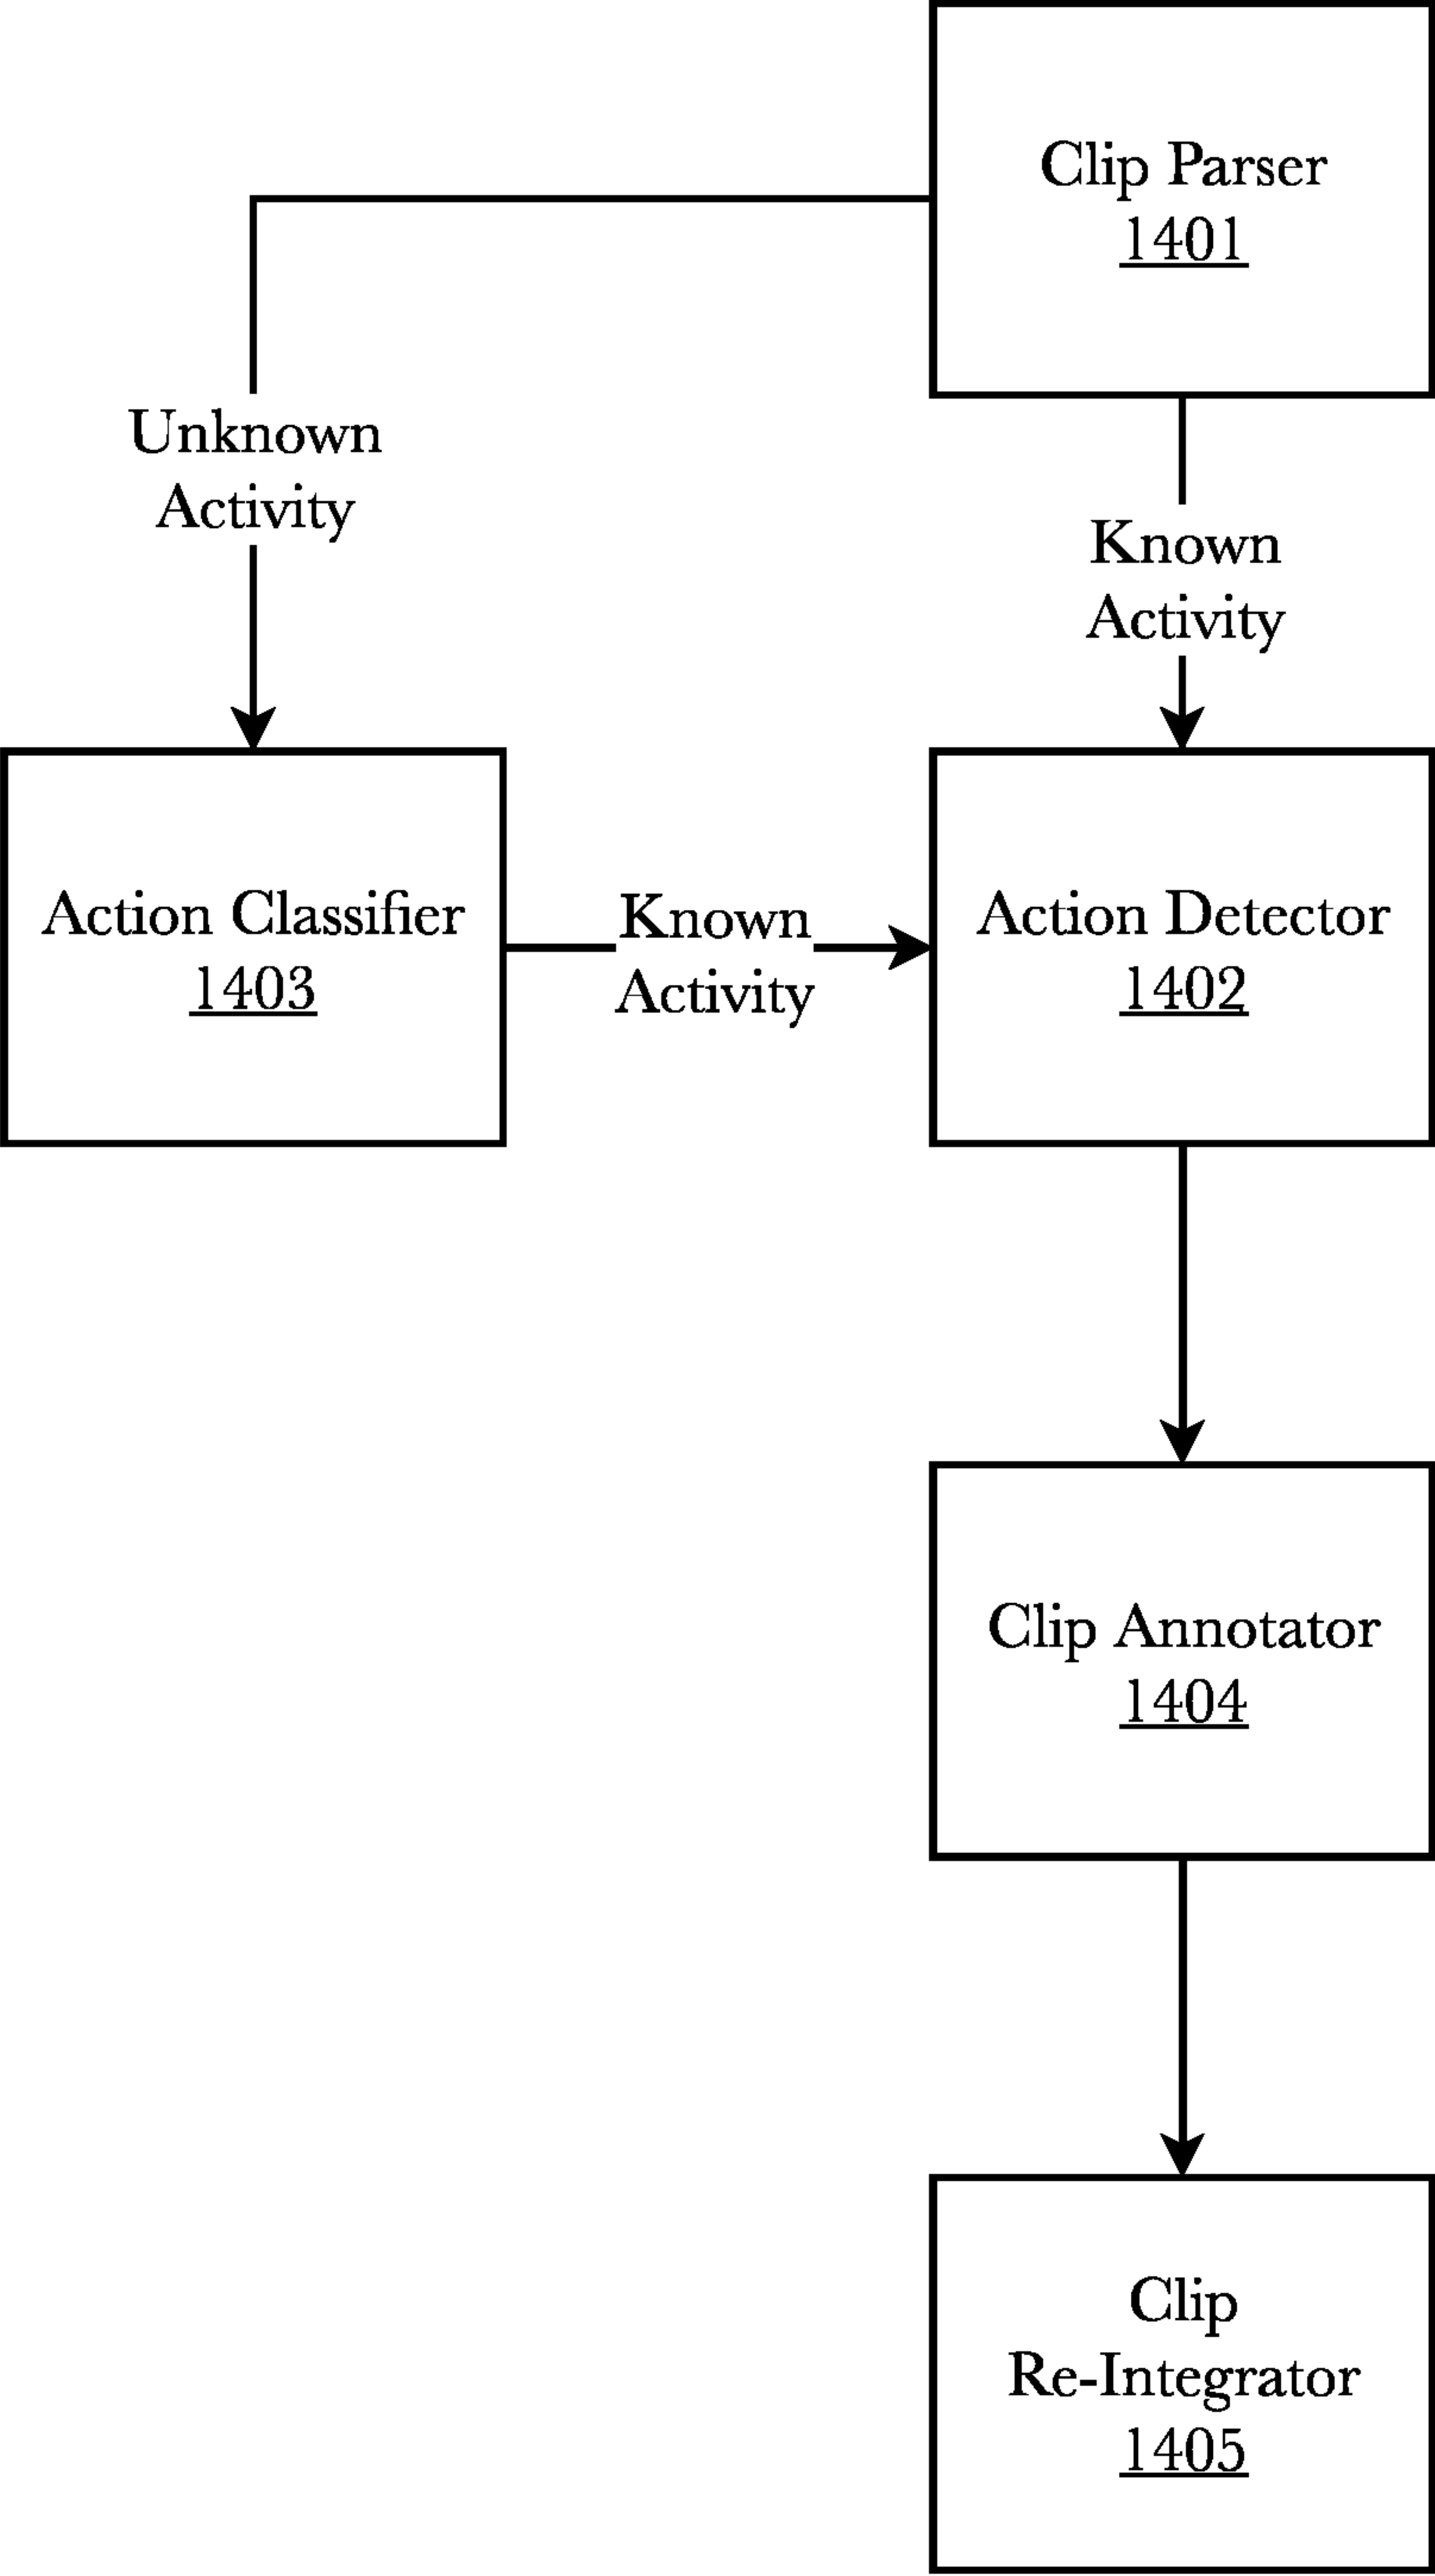 Clip Parser
1401
Unknown
Activity
Known
Activity
Action Classifier
1403
Known
Activity
Action Detector
1402
Clip Annotator
1404
Clip
Re-Integrator
1405